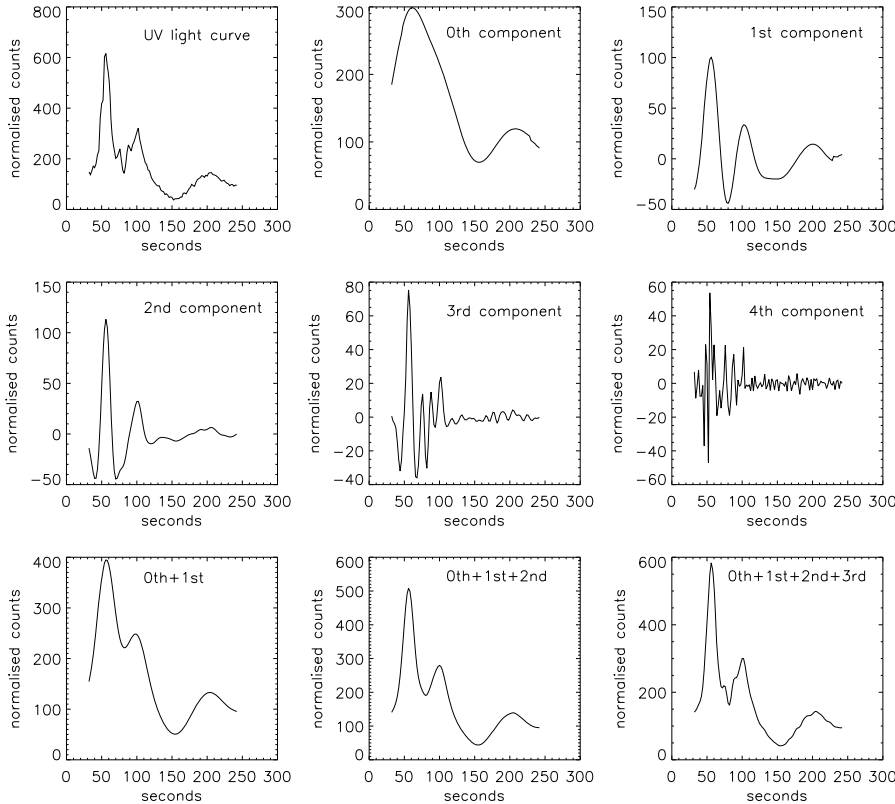 UV light curve
normalised counts
800
600
400
200
0
0 50 100 150 200 250 300
seconds
0th component
normalised counts
300
200
100
0
0 50 100 150 200 250 300
seconds
1st component
normalised counts
150
100
50
0
−50
0 50 100 150 200 250 300
seconds
2nd component
normalised counts
150
100
50
0
−50
0 50 100 150 200 250 300
seconds
3rd component
normalised counts
80
60
40
20
0
−20
−40
0 50 100 150 200 250 300
seconds
4th component
normalised counts
60
40
20
0
−20
−40
−60
0 50 100 150 200 250 300
seconds
0th+1st
normalised counts
400
300
200
100
0
0 50 100 150 200 250 300
seconds
0th+1st+2nd
normalised counts
600
500
400
300
200
100
0
0 50 100 150 200 250 300
seconds
0th+1st+2nd+3rd
normalised counts
600
400
200
0
0 50 100 150 200 250 300
seconds